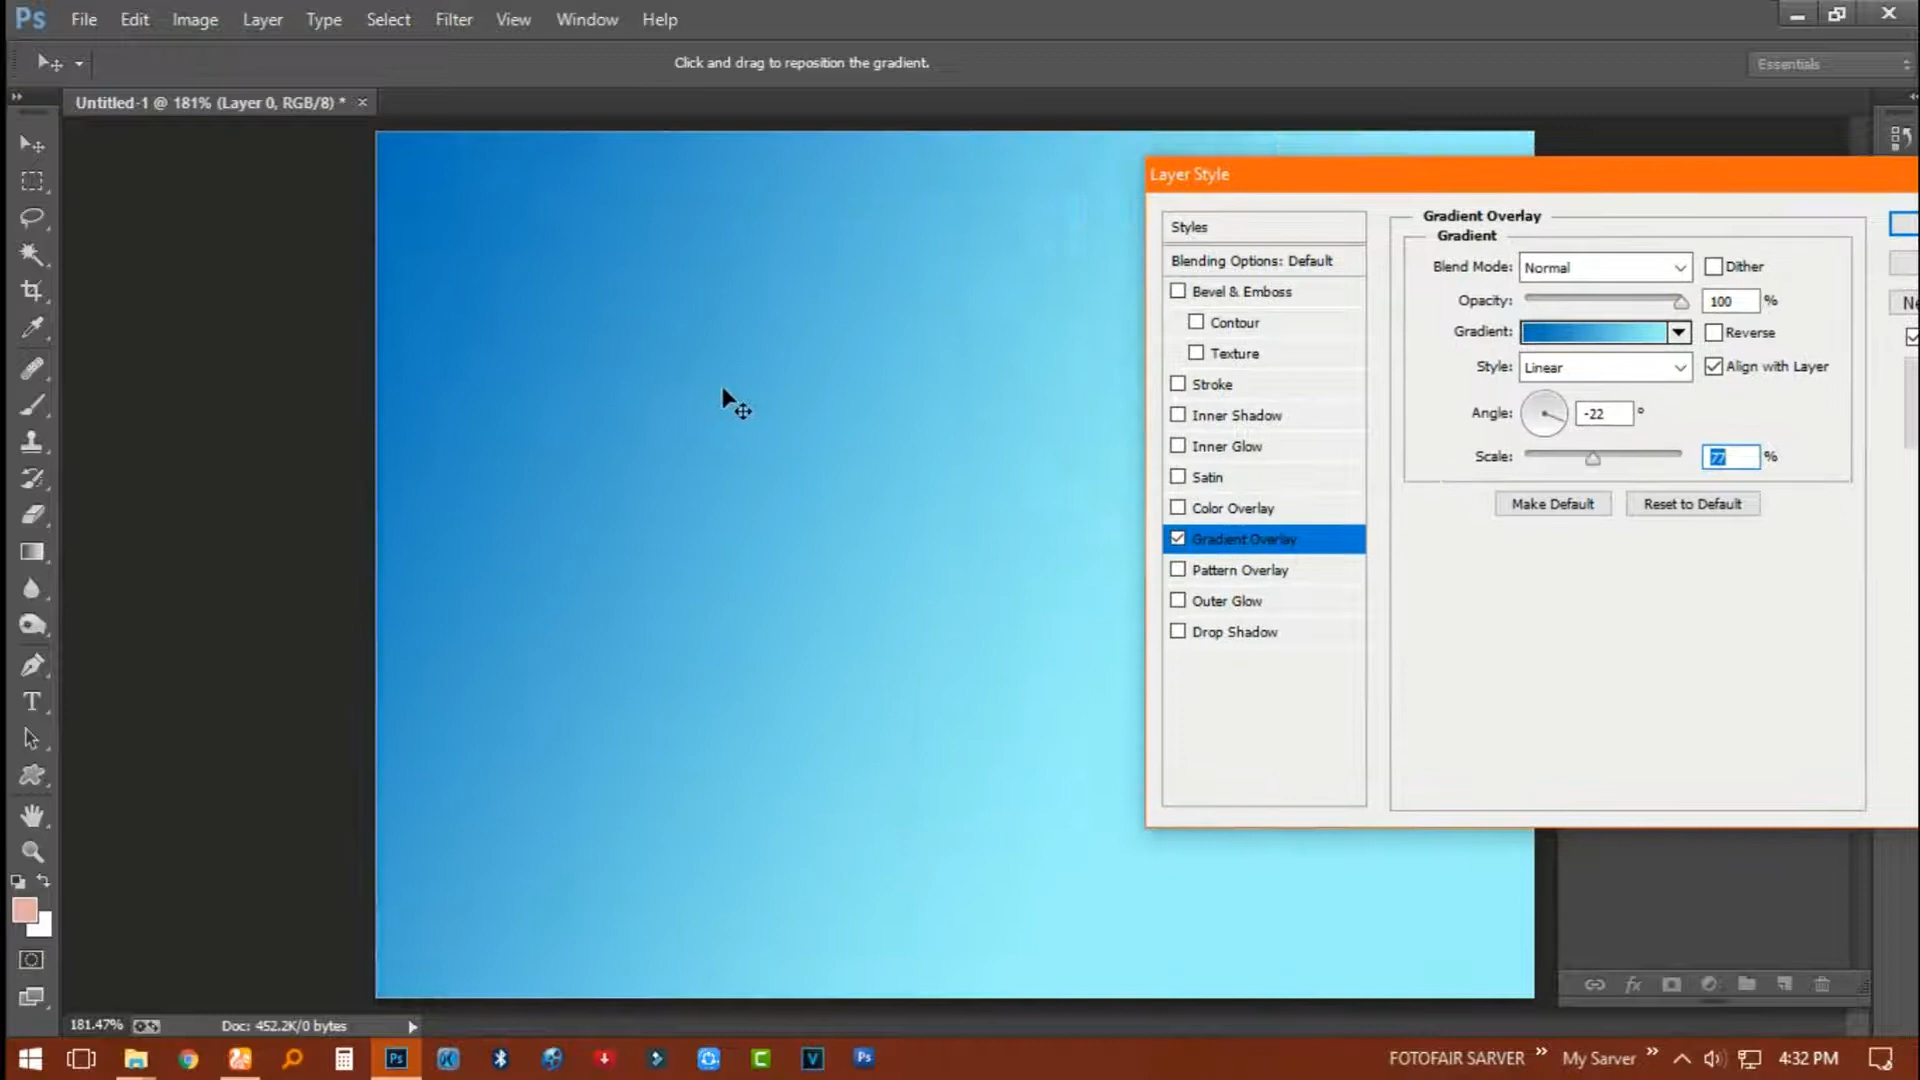 Ps File Edit Image Layer Type Select Filter View Window Help
Click and drag to reposition the gradient.
Essentials
Untitled-1 @ 181% (Layer 0, RGB/8) * ×
Layer Style
Styles
Blending Options: Default
Bevel & Emboss
Contour
Texture
Stroke
Inner Shadow
Inner Glow
Satin
Color Overlay
Gradient Overlay
Pattern Overlay
Outer Glow
Drop Shadow
Gradient Overlay
Gradient
Blend Mode: Normal Dither
Opacity: 100 %
Gradient: Reverse
Style: Linear Align with Layer
Angle: -22 °
Scale: 77 %
Make Default Reset to Default
T
fx
181.47% Doc: 452.2K/0 bytes
Ps V Ps
FOTOFAIR SARVER » My Sarver » 4:32 PM